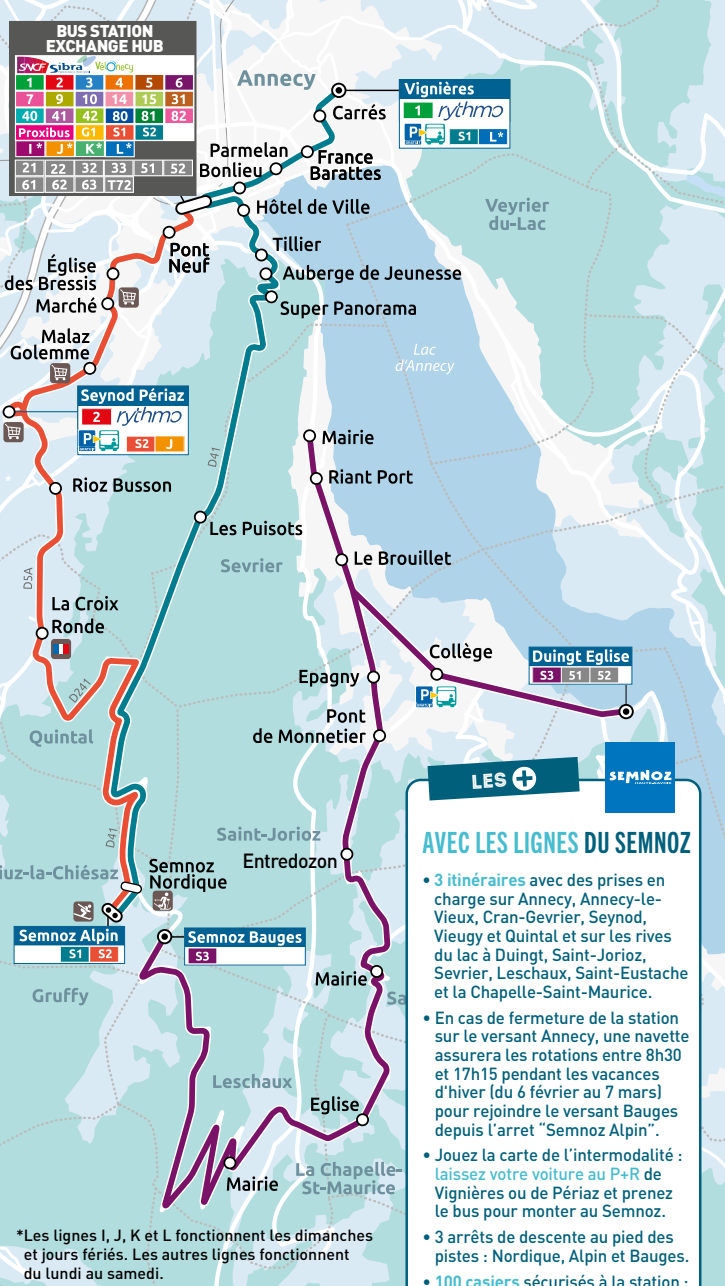 BUS STATION
EXCHANGE HUB
SNCF sibra VéloNecy
1 2 3 4 5 6
7 9 10 14 15 31
40 41 42 80 81 82
Proxibus G1 S1 S2
I* J* K* L*
21 22 32 33 51 52
61 62 63 T72
Annecy
Vignières
1 rythmo
P S1 L*
Carrés
Parmelan
France
Barattes
Bonlieu
Hôtel de Ville
Veyrier
du-Lac
Pont
Neuf
Tillier
Église
des Bressis
Auberge de Jeunesse
Marché
Super Panorama
Malaz
Golemme
Lac
d'Annecy
Seynod Périaz
2 rythmo
P S2 J
Mairie
D41
Riant Port
Rioz Busson
Les Puisots
Sevrier
Le Brouillet
D5A
La Croix
Ronde
Collège
P
Duingt Eglise
S3 51 52
D241
Epagny
Quintal
Pont
de Monnetier
D41
Saint-Jorioz
Entredozon
iuz-la-Chiésaz
Semnoz
Nordique
Semnoz Alpin
S1 S2
Semnoz Bauges
S3
Gruffy
Mairie
Sa
Leschaux
Eglise
La Chapelle-
St-Maurice
Mairie
*Les lignes I, J, K et L fonctionnent les dimanches
et jours fériés. Les autres lignes fonctionnent
du lundi au samedi.
LES +
SEMNOZ
AVEC LES LIGNES DU SEMNOZ
• 3 itinéraires avec des prises en
charge sur Annecy, Annecy-le-
Vieux, Cran-Gevrier, Seynod,
Vieugy et Quintal et sur les rives
du lac à Duingt, Saint-Jorioz,
Sevrier, Leschaux, Saint-Eustache
et la Chapelle-Saint-Maurice.
• En cas de fermeture de la station
sur le versant Annecy, une navette
assurera les rotations entre 8h30
et 17h15 pendant les vacances
d'hiver (du 6 février au 7 mars)
pour rejoindre le versant Bauges
depuis l'arret "Semnoz Alpin".
• Jouez la carte de l'intermodalité :
laissez votre voiture au P+R de
Vignières ou de Périaz et prenez
le bus pour monter au Semnoz.
• 3 arrêts de descente au pied des
pistes : Nordique, Alpin et Bauges.
• 100 casiers sécurisés à la station :